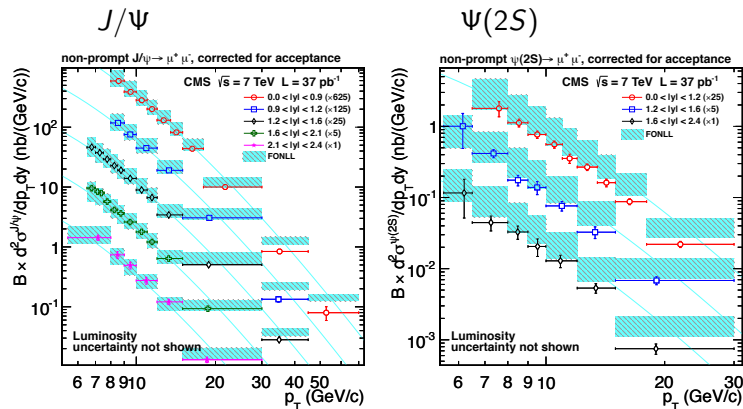 J/Ψ
Ψ(2S)
non-prompt J/ψ→ μ⁺ μ⁻, corrected for acceptance
CMS √s = 7 TeV L = 37 pb⁻¹
0.0 < |y| < 0.9 (×625)
0.9 < |y| < 1.2 (×125)
1.2 < |y| < 1.6 (×25)
1.6 < |y| < 2.1 (×5)
2.1 < |y| < 2.4 (×1)
FONLL
B × d²σ^J/ψ/dp_T dy (nb/(GeV/c))
10²
10
1
10⁻¹
Luminosity
uncertainty not shown
6 7 8 9 10 20 30 40 50
p_T (GeV/c)
non-prompt ψ(2S)→ μ⁺ μ⁻, corrected for acceptance
CMS √s = 7 TeV L = 37 pb⁻¹
0.0 < |y| < 1.2 (×25)
1.2 < |y| < 1.6 (×5)
1.6 < |y| < 2.4 (×1)
FONLL
B × d²σ^ψ(2S)/dp_T dy (nb/(GeV/c))
1
10⁻¹
10⁻²
10⁻³
Luminosity
uncertainty not shown
6 7 8 9 10 20 30
p_T (GeV/c)